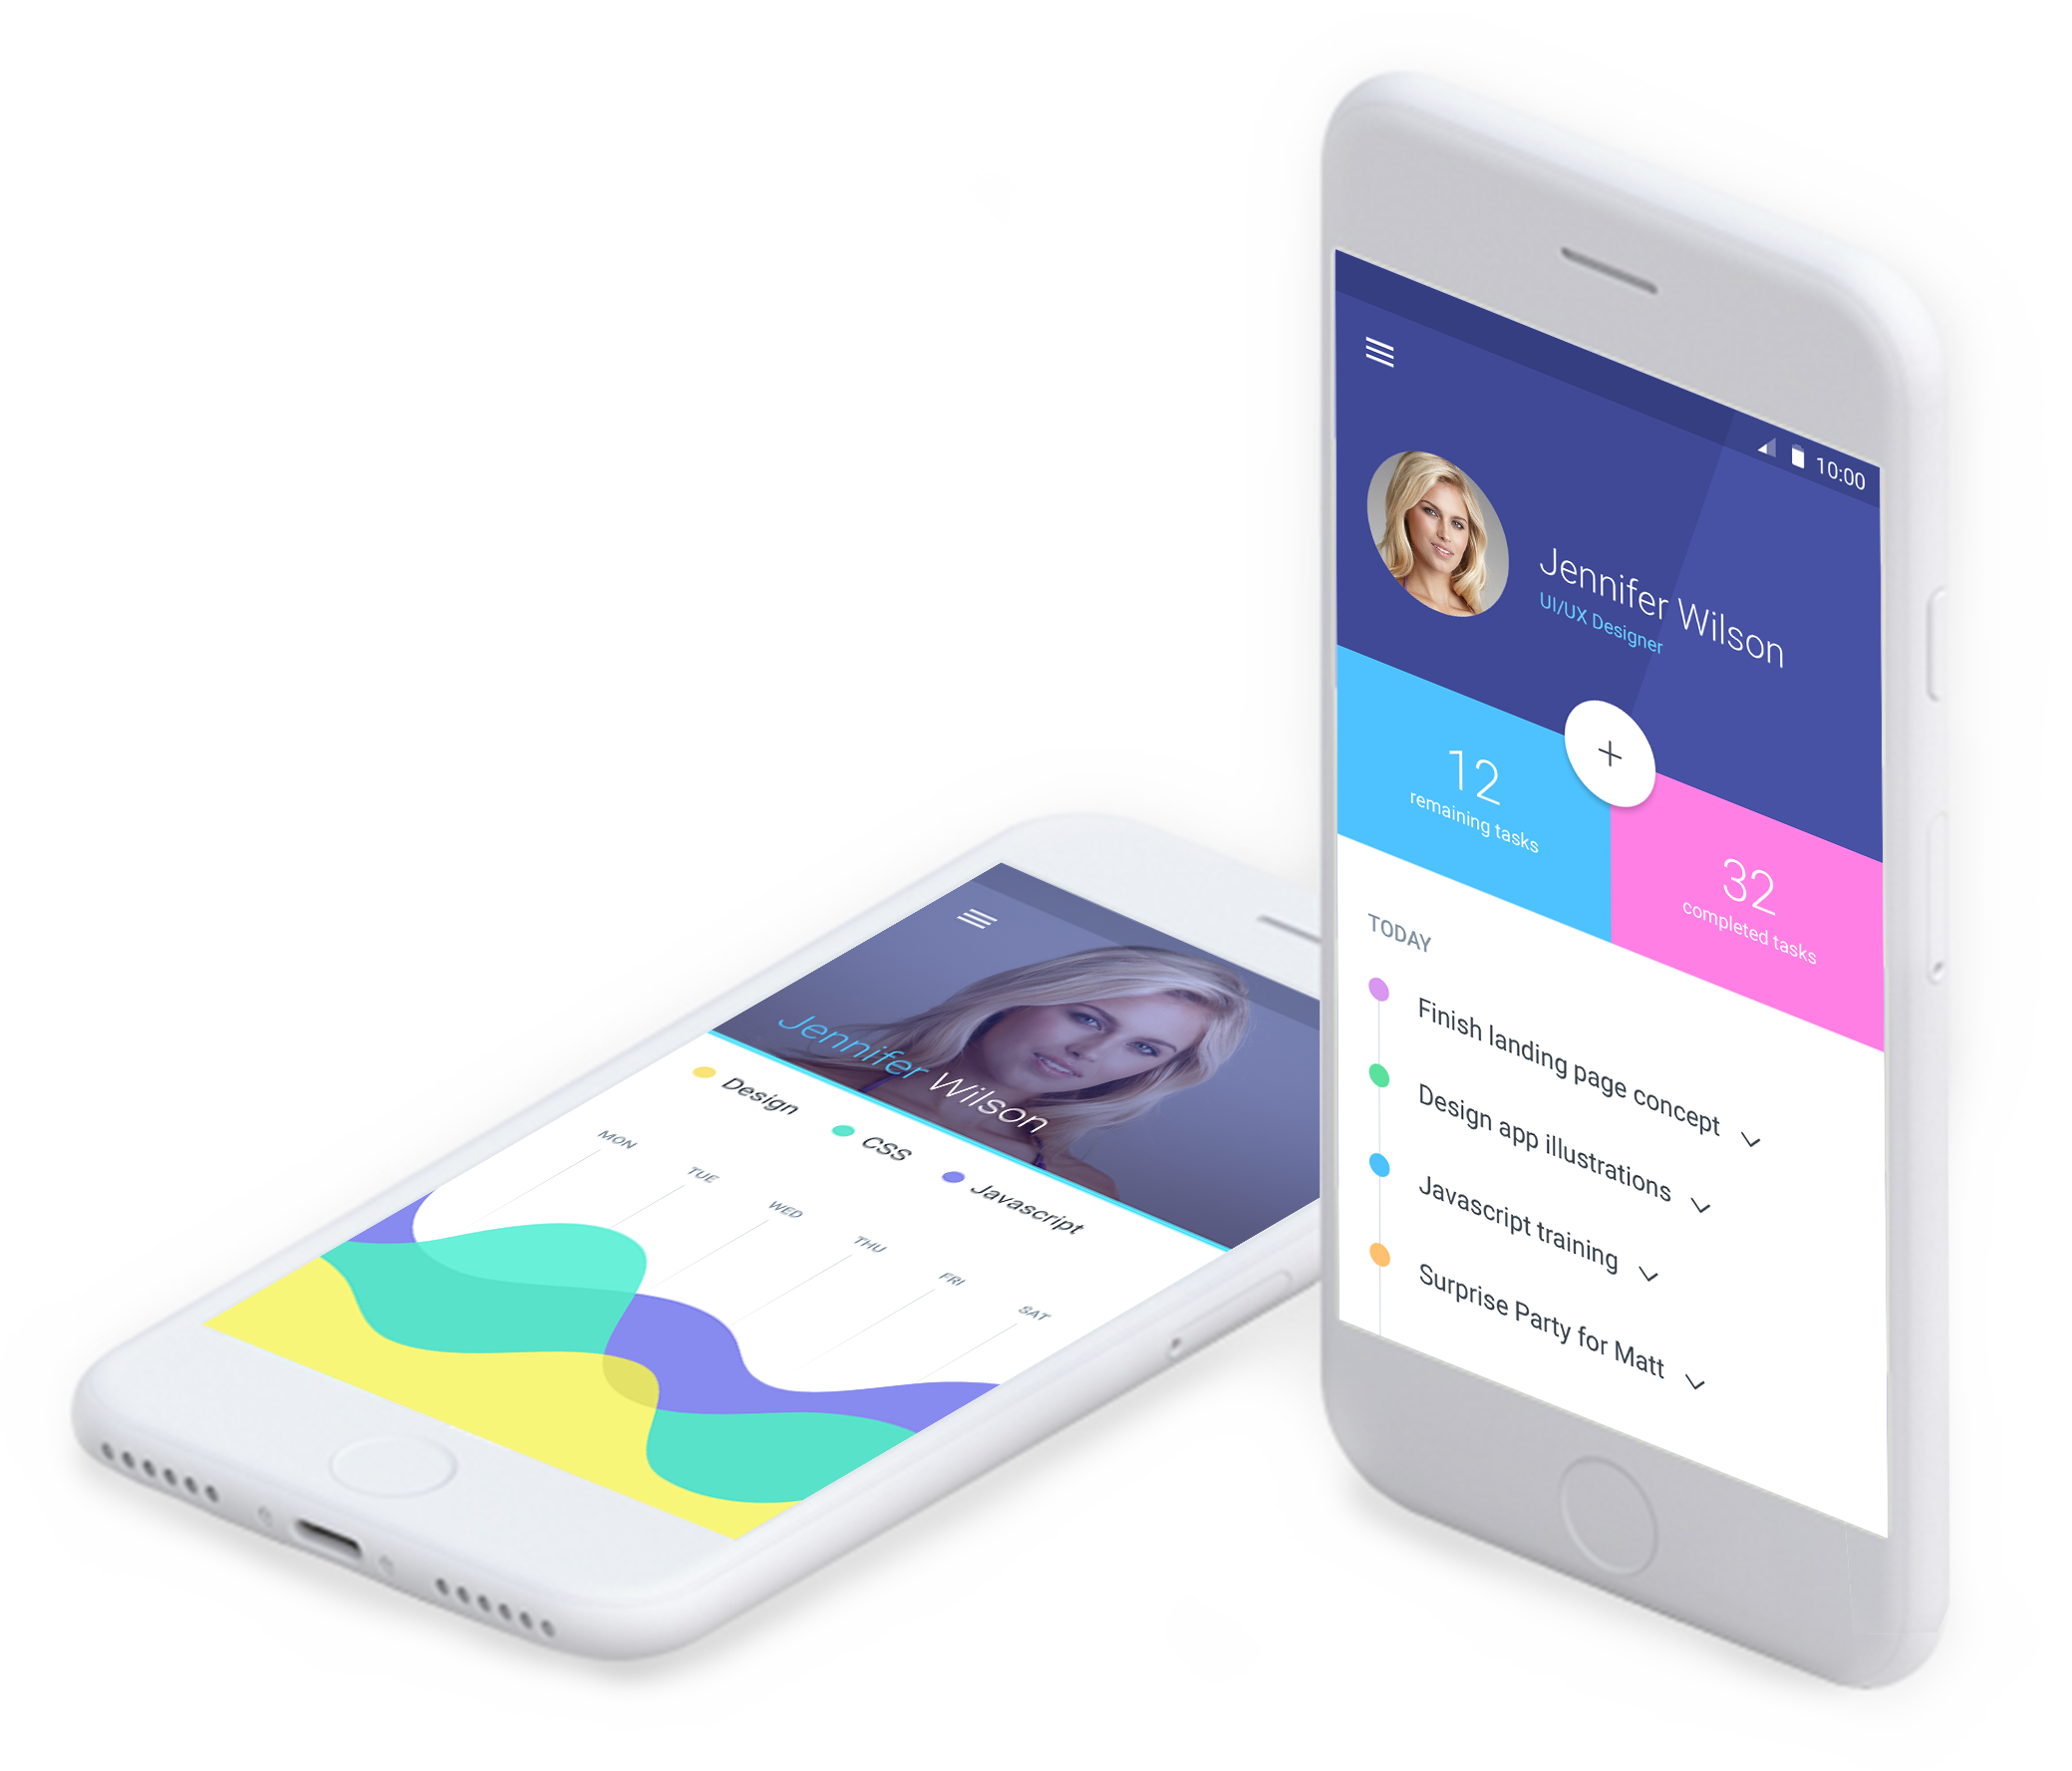 10:00
Jennifer Wilson
UI/UX Designer
12
remaining tasks
32
completed tasks
TODAY
Finish landing page concept
Design app illustrations
Javascript training
Surprise Party for Matt
Jennifer Wilson
Design
CSS
Javascript
MON
TUE
WED
THU
FRI
SAT